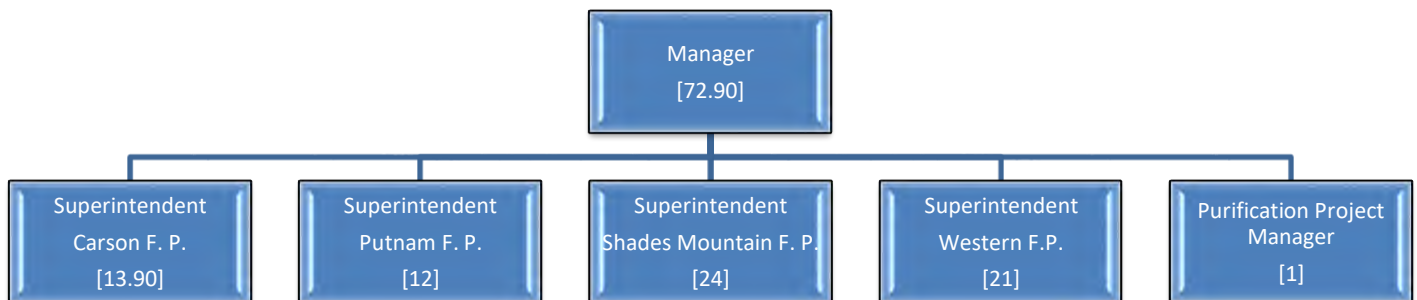 Manager
[72.90]
Superintendent
Carson F. P.
[13.90]
Superintendent
Putnam F. P.
[12]
Superintendent
Shades Mountain F. P.
[24]
Superintendent
Western F.P.
[21]
Purification Project
Manager
[1]